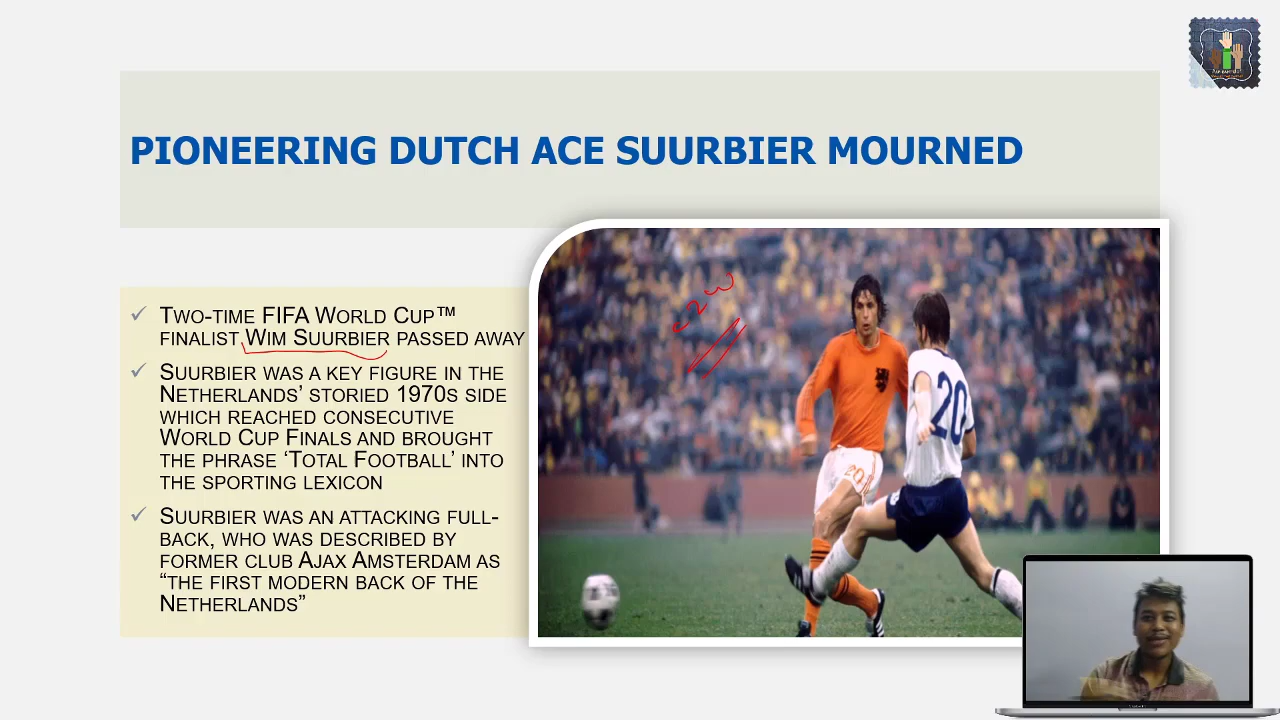 PIONEERING DUTCH ACE SUURBIER MOURNED
TWO-TIME FIFA WORLD CUP™
FINALIST WIM SUURBIER PASSED AWAY
SUURBIER WAS A KEY FIGURE IN THE
NETHERLANDS’ STORIED 1970S SIDE
WHICH REACHED CONSECUTIVE
WORLD CUP FINALS AND BROUGHT
THE PHRASE ‘TOTAL FOOTBALL’ INTO
THE SPORTING LEXICON
SUURBIER WAS AN ATTACKING FULL-
BACK, WHO WAS DESCRIBED BY
FORMER CLUB AJAX AMSTERDAM AS
“THE FIRST MODERN BACK OF THE
NETHERLANDS”
20
20